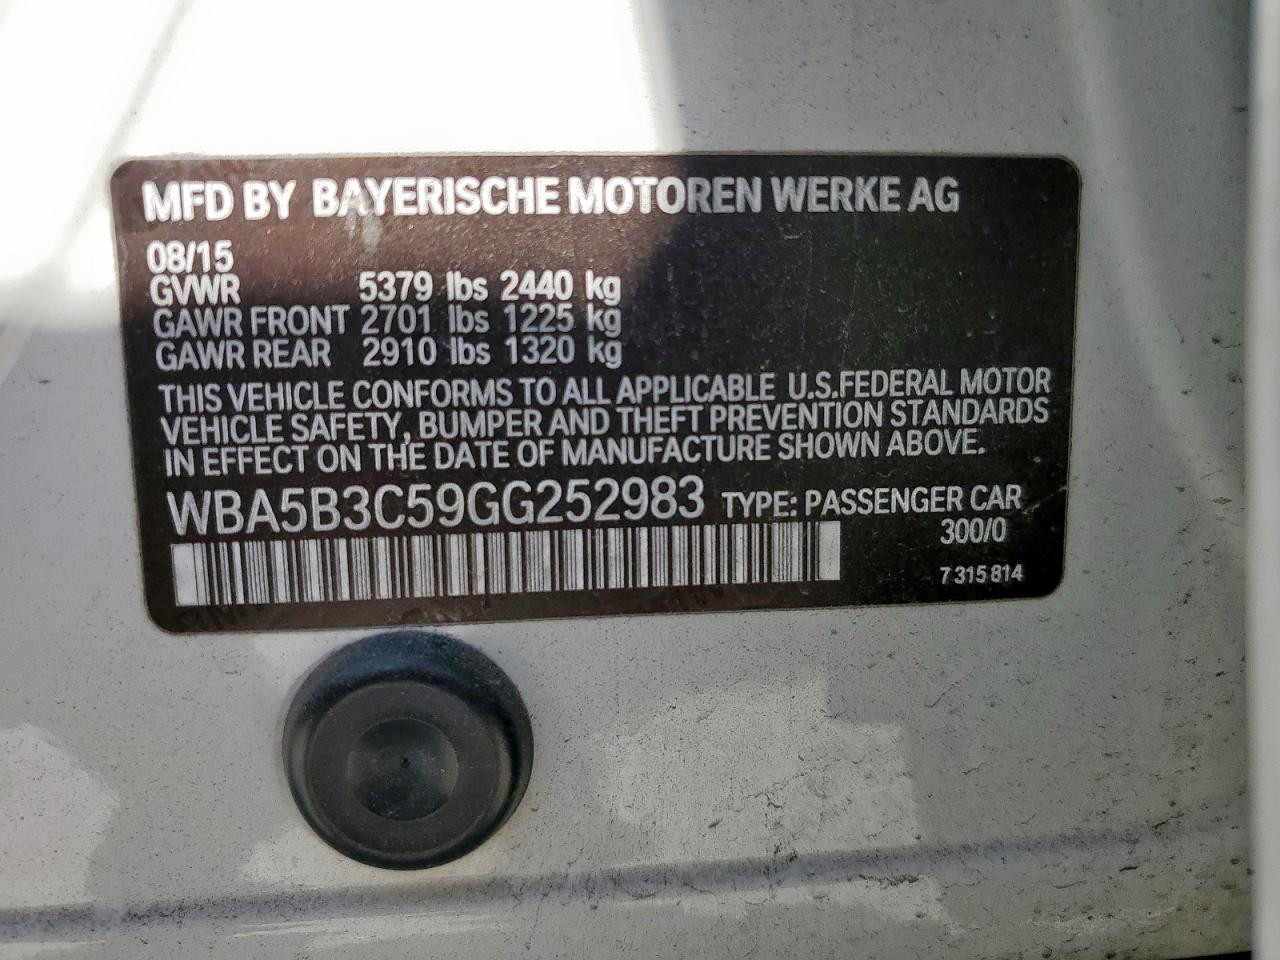 MFD BY BAYERISCHE MOTOREN WERKE AG
08/15
GVWR 5379 lbs 2440 kg
GAWR FRONT 2701 lbs 1225 kg
GAWR REAR 2910 lbs 1320 kg
THIS VEHICLE CONFORMS TO ALL APPLICABLE U.S.FEDERAL MOTOR
VEHICLE SAFETY, BUMPER AND THEFT PREVENTION STANDARDS
IN EFFECT ON THE DATE OF MANUFACTURE SHOWN ABOVE.
WBA5B3C59GG252983 TYPE: PASSENGER CAR
300/0
7 315 814